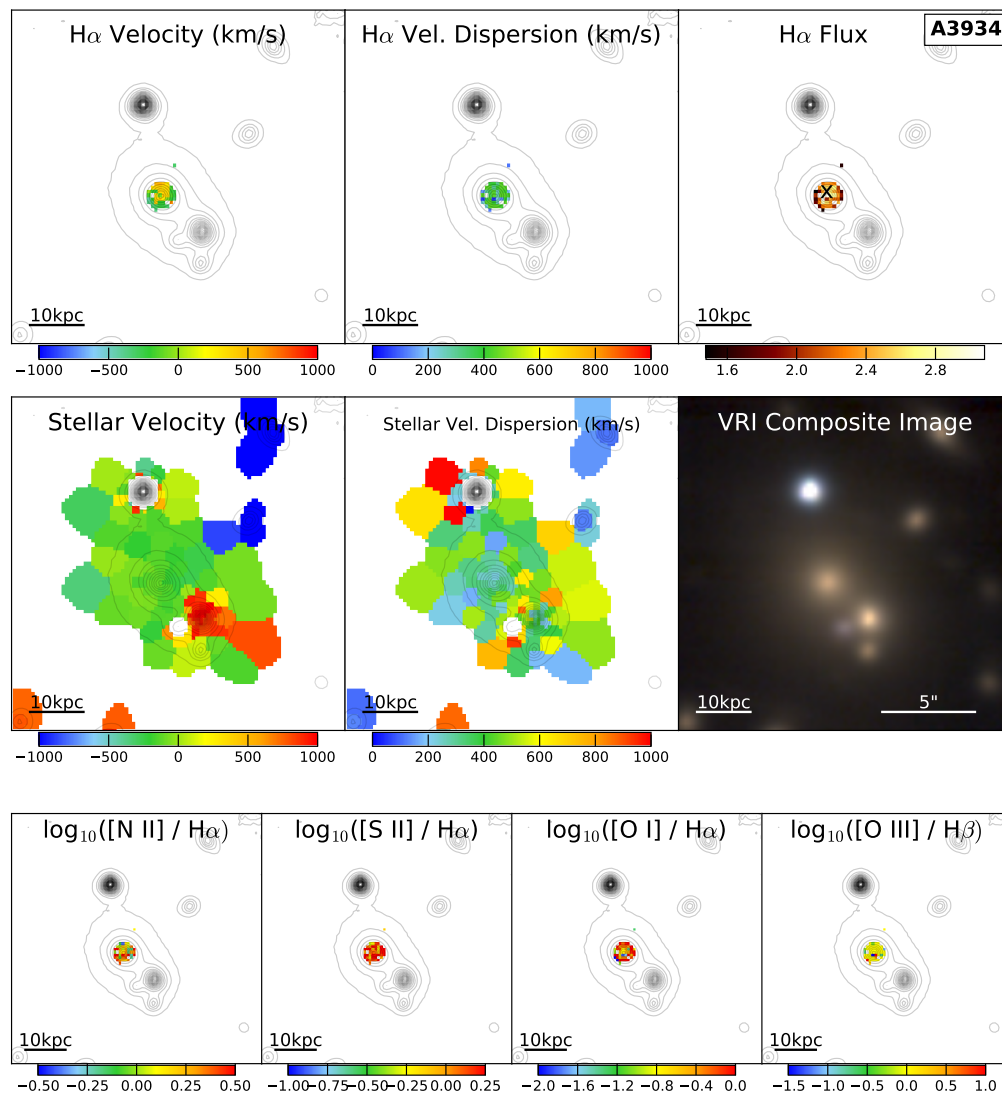 Hα Velocity (km/s)
Hα Vel. Dispersion (km/s)
Hα Flux
A3934
10kpc
10kpc
10kpc
−1000 −500 0 500 1000
0 200 400 600 800 1000
1.6 2.0 2.4 2.8
X
Stellar Velocity (km/s)
Stellar Vel. Dispersion (km/s)
VRI Composite Image
10kpc
10kpc
10kpc
5"
−1000 −500 0 500 1000
0 200 400 600 800 1000
log₁₀([N II] / Hα)
log₁₀([S II] / Hα)
log₁₀([O I] / Hα)
log₁₀([O III] / Hβ)
10kpc
10kpc
10kpc
10kpc
−0.50 −0.25 0.00 0.25 0.50
−1.00 −0.75 −0.50 −0.25 0.00 0.25
−2.0 −1.6 −1.2 −0.8 −0.4 0.0
−1.5 −1.0 −0.5 0.0 0.5 1.0